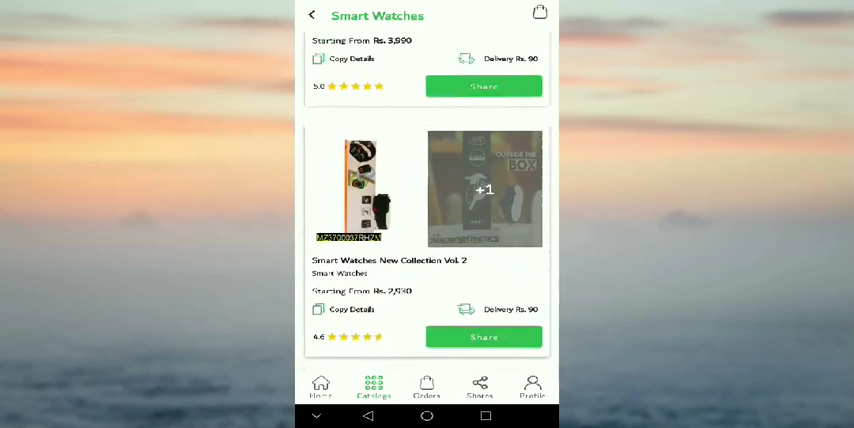 Smart Watches
Starting From Rs. 3,990
Copy Details
Delivery Rs. 90
5.0
Share
+1
OUTSIDE THE
BOX
Smart Watches New Collection Vol. 2
Smart Watches
Starting From Rs. 2,930
Copy Details
Delivery Rs. 90
4.6
Share
Home
Catalogs
Orders
Shares
Profile